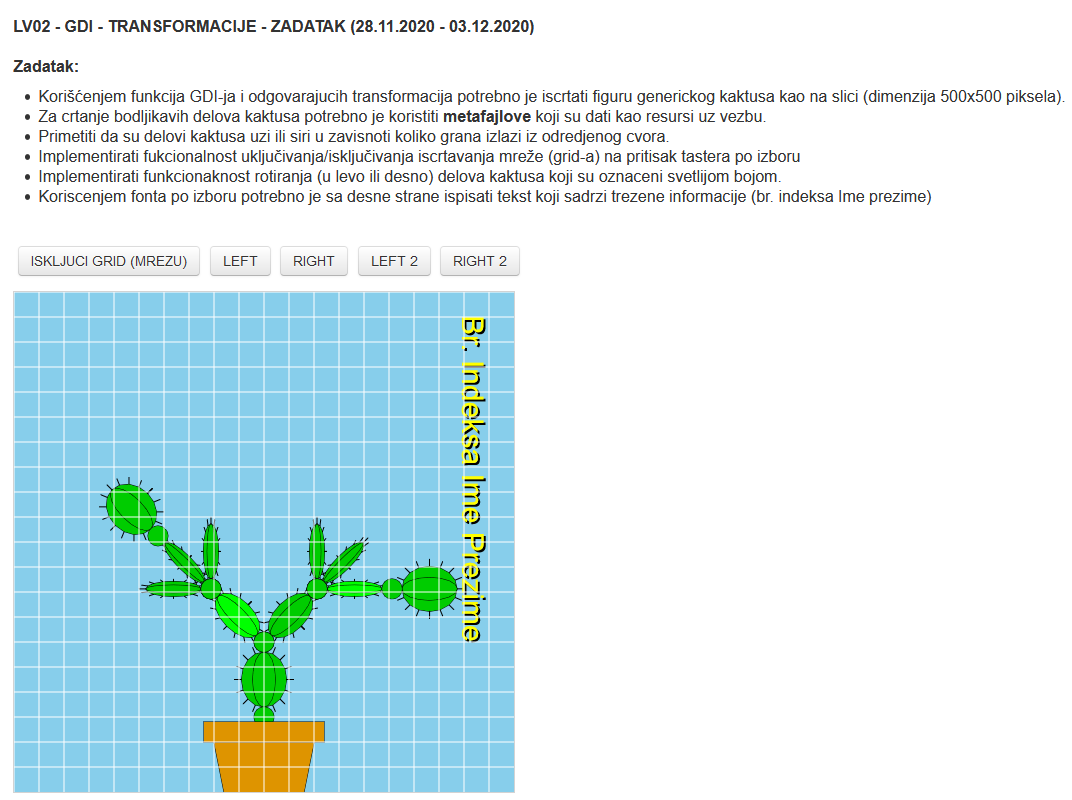 LV02 - GDI - TRANSFORMACIJE - ZADATAK (28.11.2020 - 03.12.2020)
Zadatak:
• Korišćenjem funkcija GDI-ja i odgovarajucih transformacija potrebno je iscrtati figuru generickog kaktusa kao na slici (dimenzija 500x500 piksela).
• Za crtanje bodljikavih delova kaktusa potrebno je koristiti metafajlove koji su dati kao resursi uz vezbu.
• Primetiti da su delovi kaktusa uzi ili siri u zavisnoti koliko grana izlazi iz odredjenog cvora.
• Implementirati fukcionalnost uključivanja/isključivanja iscrtavanja mreže (grid-a) na pritisak tastera po izboru
• Implementirati funkcionaknost rotiranja (u levo ili desno) delova kaktusa koji su oznaceni svetlijom bojom.
• Koriscenjem fonta po izboru potrebno je sa desne strane ispisati tekst koji sadrzi trezene informacije (br. indeksa Ime prezime)
ISKLJUCI GRID (MREZU) LEFT RIGHT LEFT 2 RIGHT 2
Br. Indeksa Ime Prezime